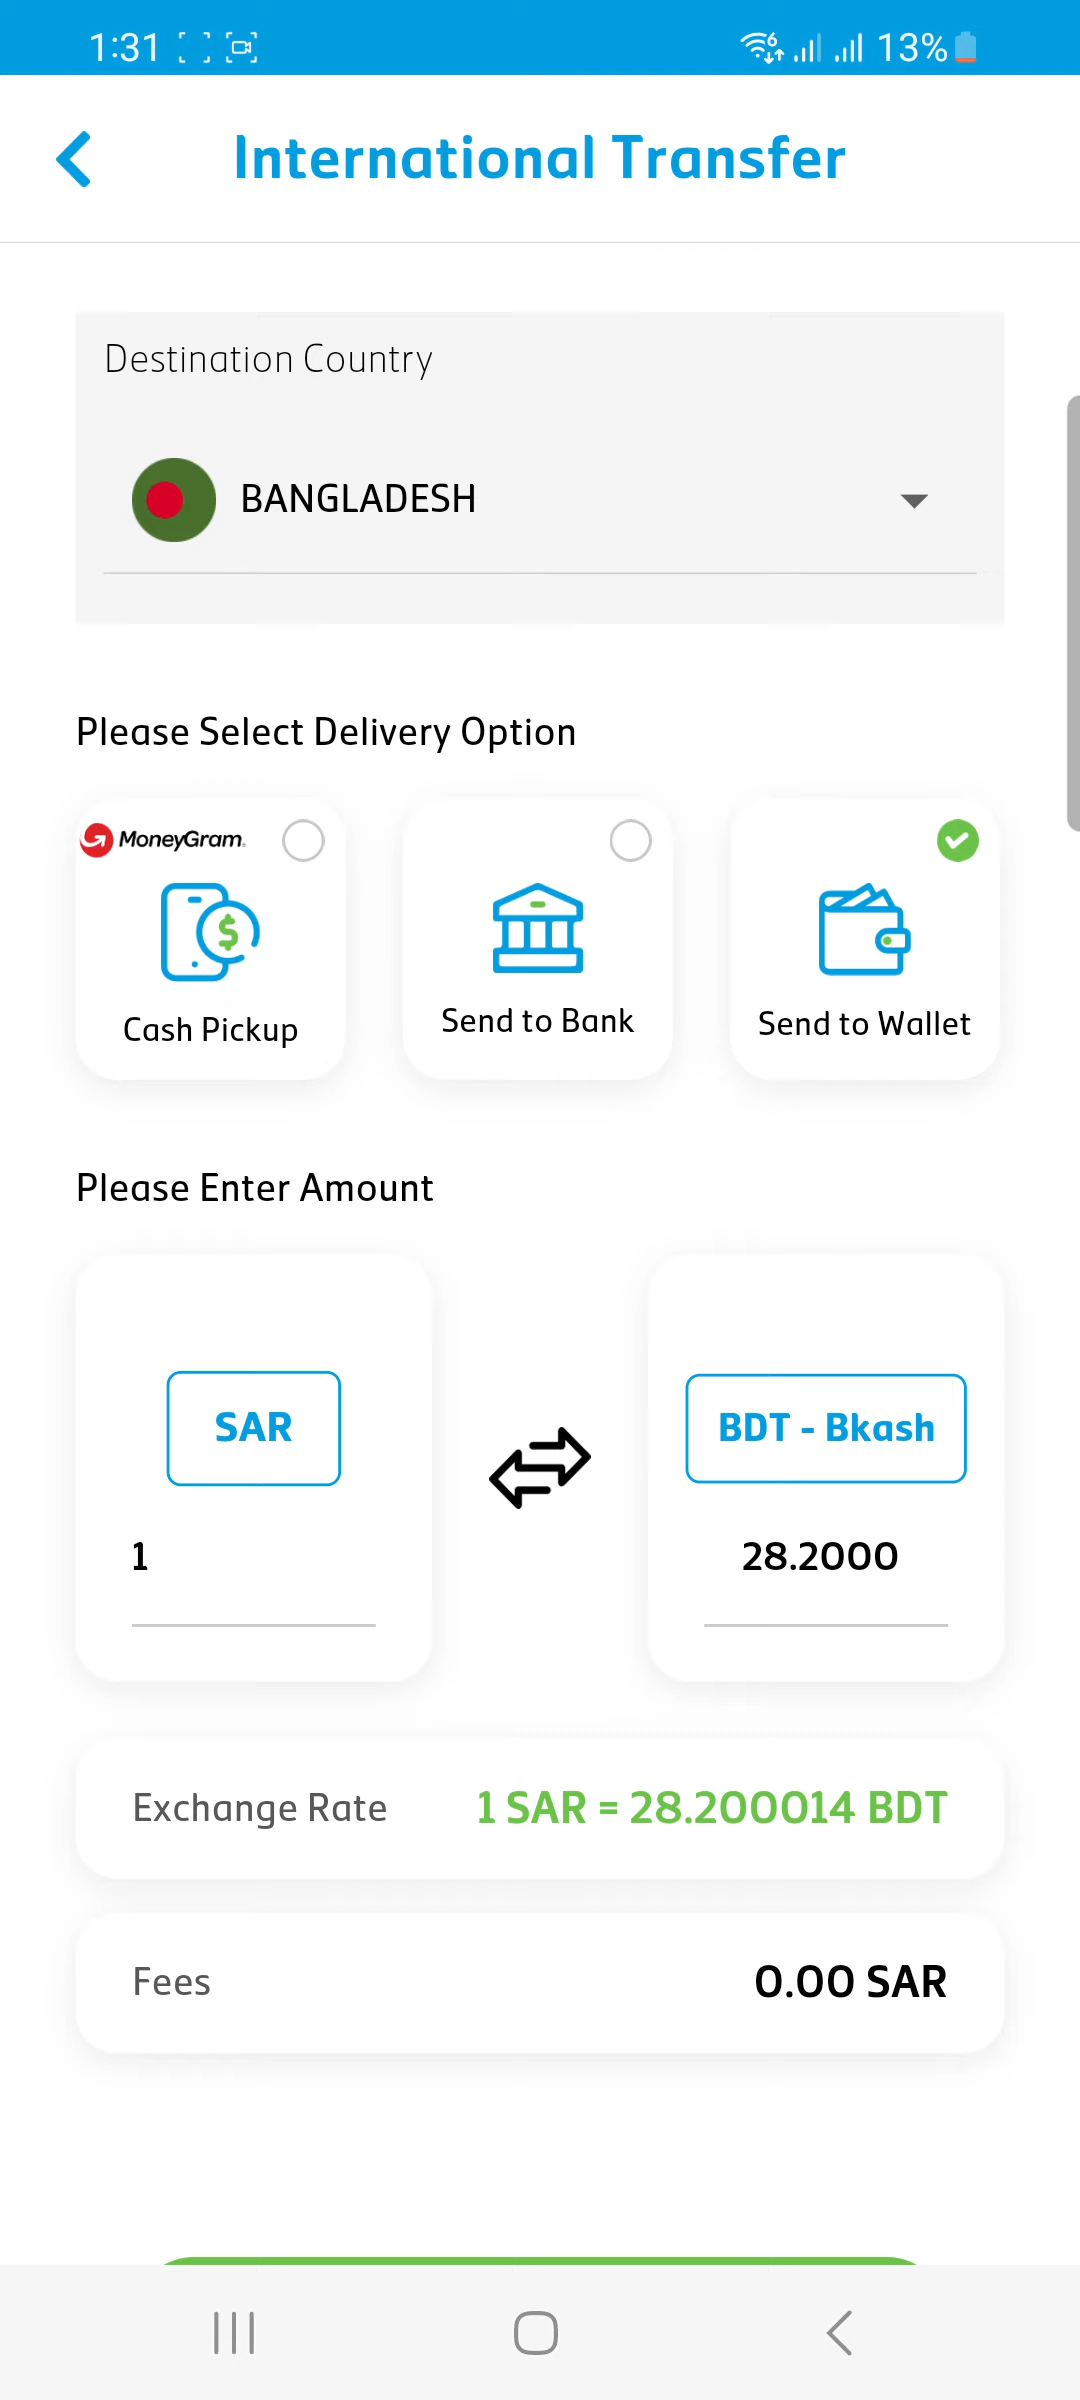 1:31
6
13%
International Transfer
Destination Country
BANGLADESH
Please Select Delivery Option
MoneyGram.
Cash Pickup
Send to Bank
Send to Wallet
Please Enter Amount
SAR
BDT - Bkash
1
28.2000
Exchange Rate
1 SAR = 28.200014 BDT
Fees
0.00 SAR